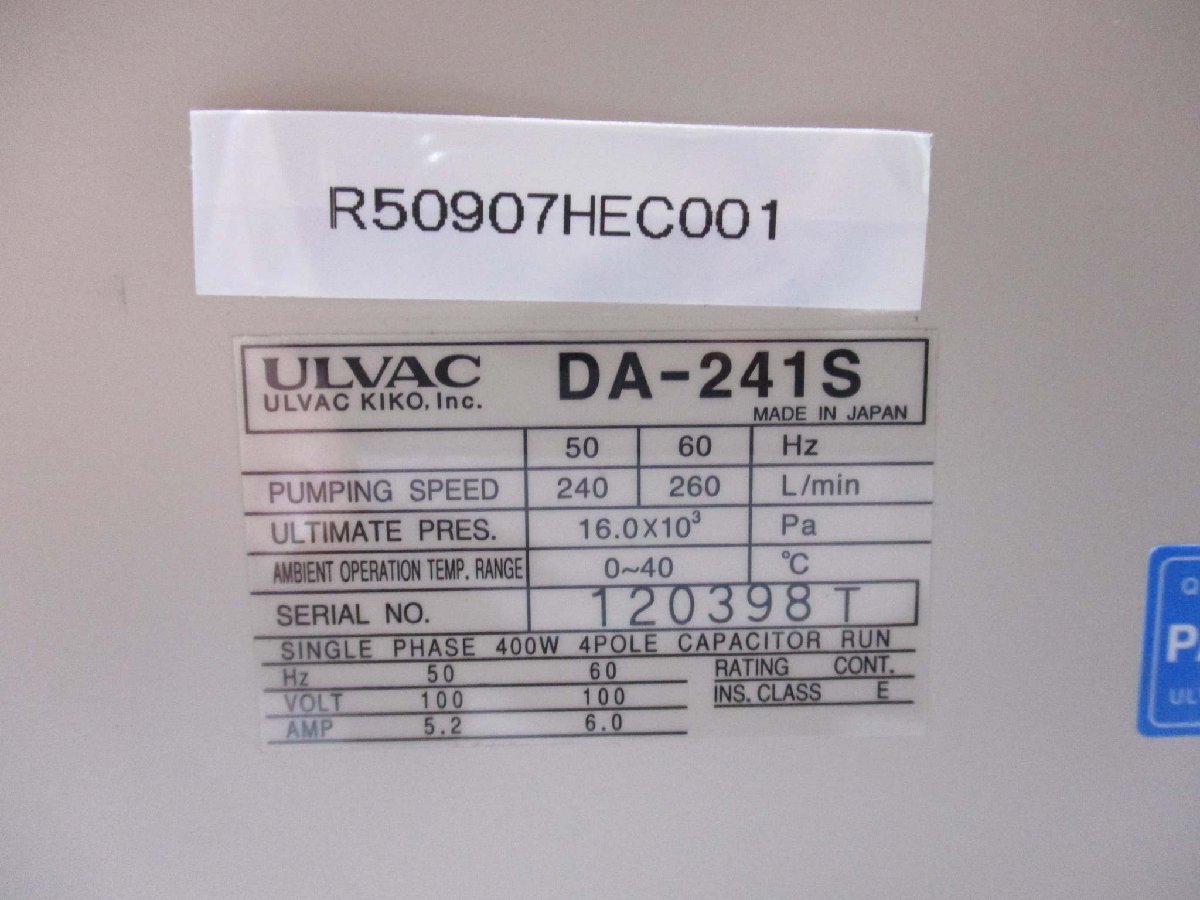 R50907HEC001
ULVAC DA-241S
ULVAC KIKO, Inc.
MADE IN JAPAN
50 60 Hz
PUMPING SPEED 240 260 L/min
ULTIMATE PRES. 16.0X10³ Pa
AMBIENT OPERATION TEMP. RANGE 0~40 ℃
SERIAL NO. 120398T
SINGLE PHASE 400W 4POLE CAPACITOR RUN
Hz 50 60 RATING CONT.
VOLT 100 100 INS. CLASS E
AMP 5.2 6.0